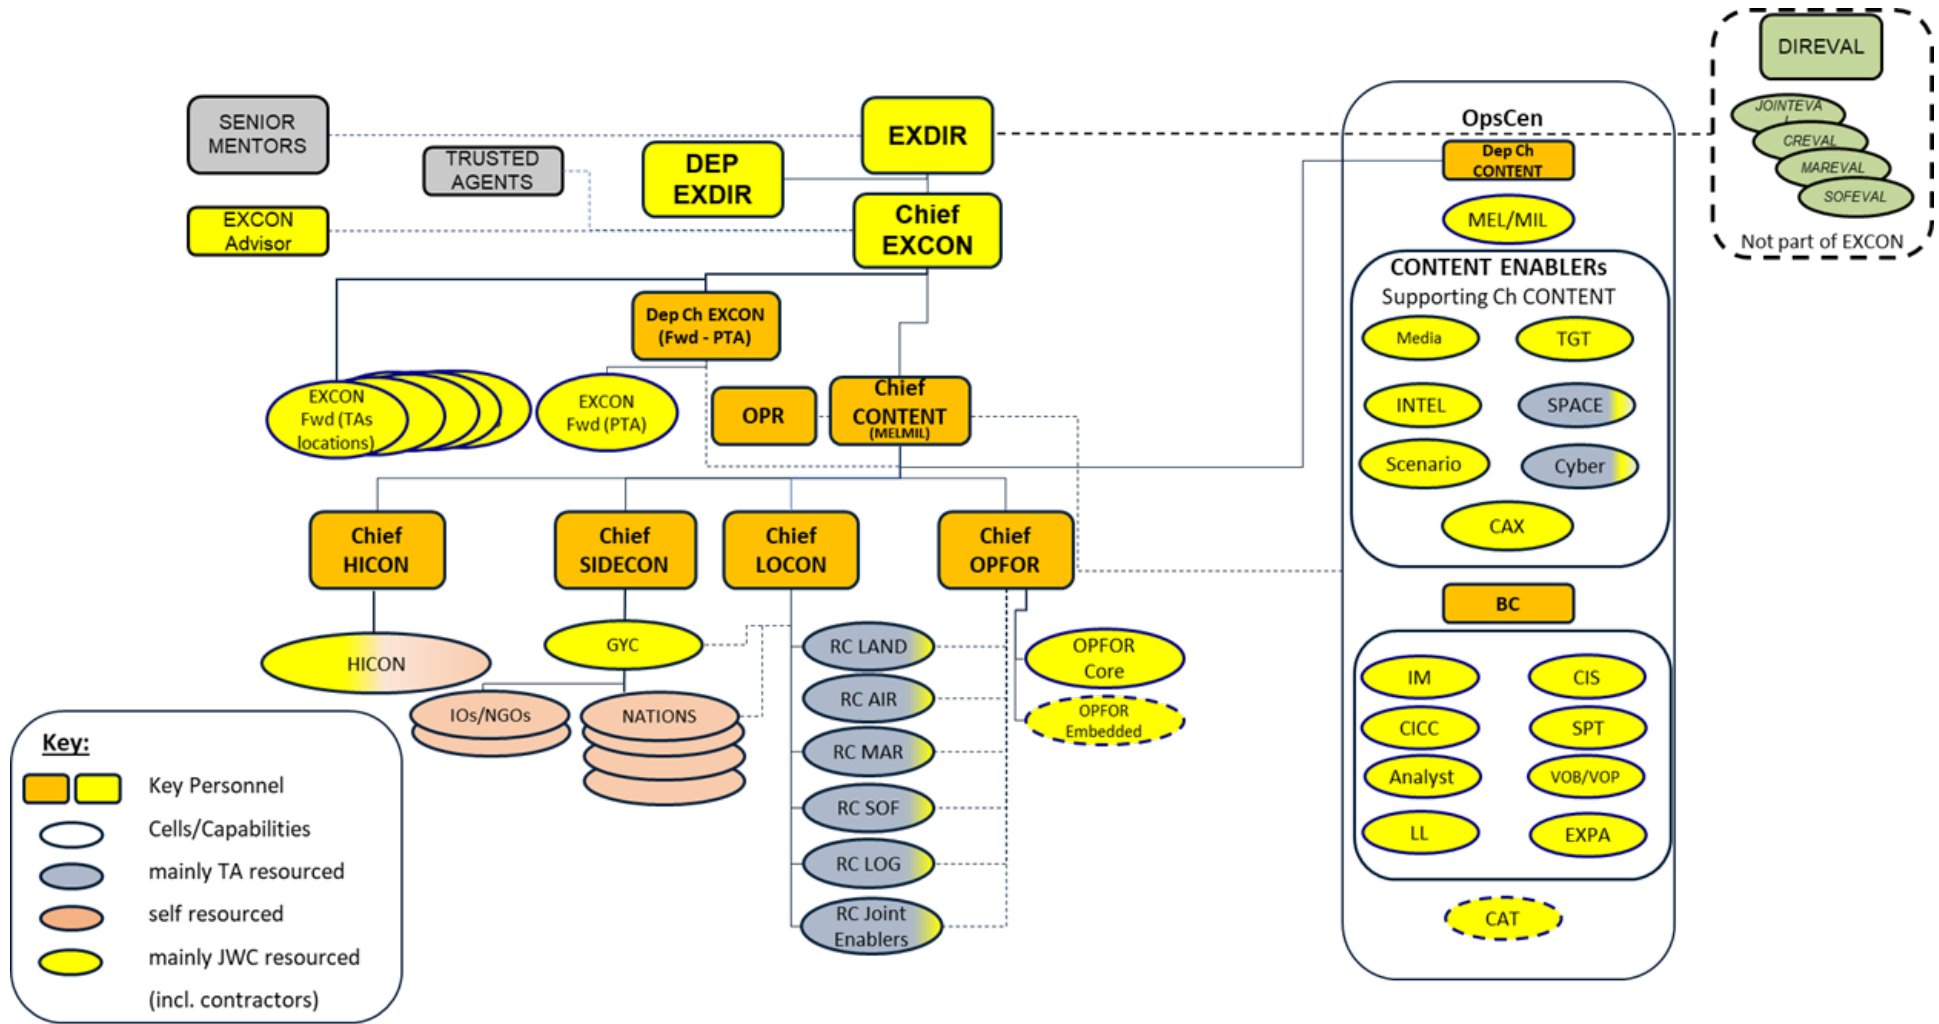 DIREVAL
JOINTEVA
L
CREVAL
MAREVAL
SOFEVAL
Not part of EXCON
SENIOR
MENTORS
TRUSTED
AGENTS
EXCON
Advisor
EXDIR
DEP
EXDIR
Chief
EXCON
Dep Ch EXCON
(Fwd - PTA)
EXCON
Fwd (TAs
locations)
EXCON
Fwd (PTA)
OPR
Chief
CONTENT
(MELMIL)
Chief
HICON
Chief
SIDECON
Chief
LOCON
Chief
OPFOR
HICON
GYC
IOs/NGOs
NATIONS
RC LAND
RC AIR
RC MAR
RC SOF
RC LOG
RC Joint
Enablers
OPFOR
Core
OPFOR
Embedded
OpsCen
Dep Ch
CONTENT
MEL/MIL
CONTENT ENABLERs
Supporting Ch CONTENT
Media
TGT
INTEL
SPACE
Scenario
Cyber
CAX
BC
IM
CIS
CICC
SPT
Analyst
VOB/VOP
LL
EXPA
CAT
Key:
Key Personnel
Cells/Capabilities
mainly TA resourced
self resourced
mainly JWC resourced
(incl. contractors)